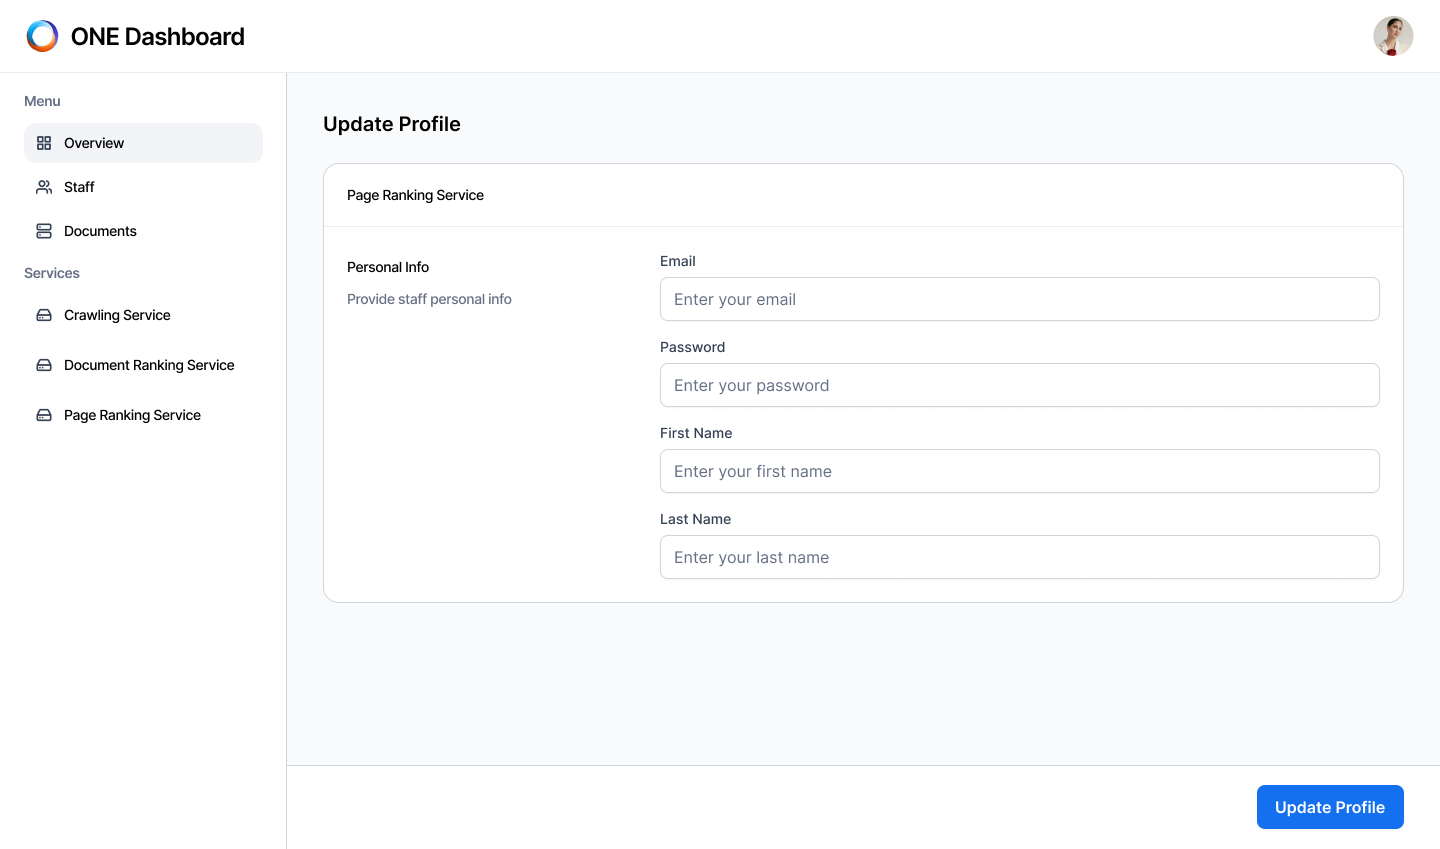 ONE Dashboard
Menu
Overview
Staff
Documents
Services
Crawling Service
Document Ranking Service
Page Ranking Service
Update Profile
Page Ranking Service
Personal Info
Provide staff personal info
Email
Enter your email
Password
Enter your password
First Name
Enter your first name
Last Name
Enter your last name
Update Profile